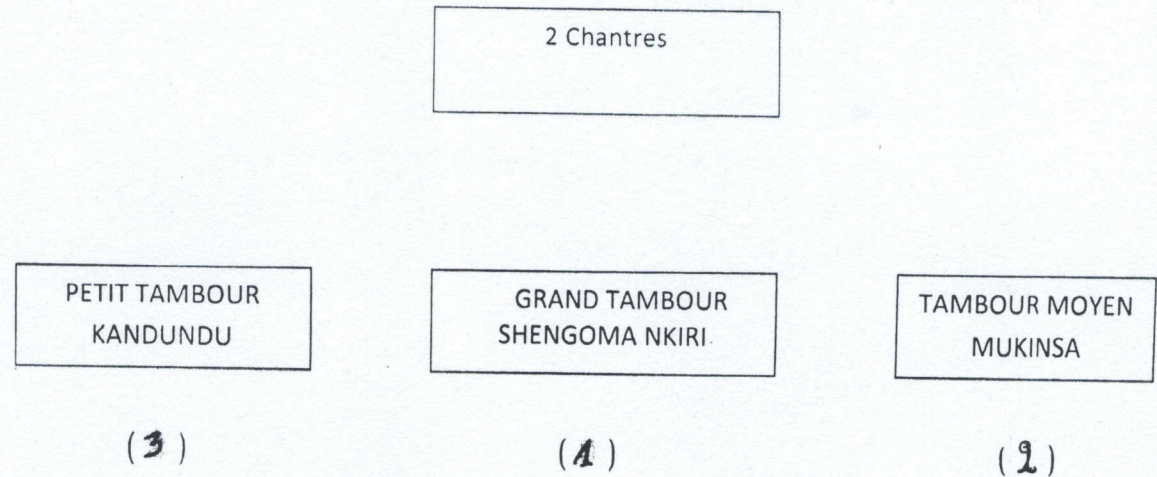 2 Chantres
PETIT TAMBOUR
KANDUNDU
GRAND TAMBOUR
SHENGOMA NKIRI
TAMBOUR MOYEN
MUKINSA
(3)
(1)
(2)